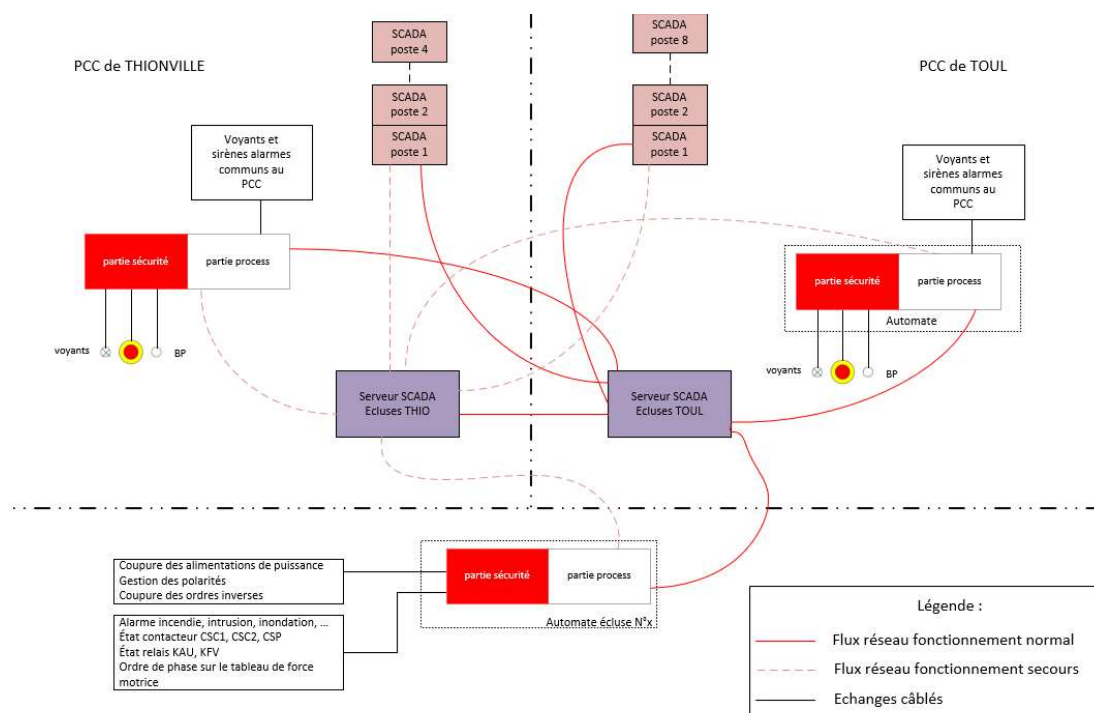 SCADA
poste 4
SCADA
poste 8
PCC de THIONVILLE
PCC de TOUL
SCADA
poste 2
SCADA
poste 1
SCADA
poste 2
SCADA
poste 1
Voyants et
sirènes alarmes
communs au
PCC
Voyants et
sirènes alarmes
communs au
PCC
partie sécurité
partie process
partie sécurité
partie process
Automate
voyants
BP
voyants
BP
Serveur SCADA
Ecluses THIO
Serveur SCADA
Ecluses TOUL
Coupure des alimentations de puissance
Gestion des polarités
Coupure des ordres inverses
partie sécurité
partie process
Automate écluse N°x
Alarme incendie, intrusion, inondation, ...
État contacteur CSC1, CSC2, CSP
État relais KAU, KFV
Ordre de phase sur le tableau de force
motrice
Légende :
Flux réseau fonctionnement normal
Flux réseau fonctionnement secours
Echanges câblés